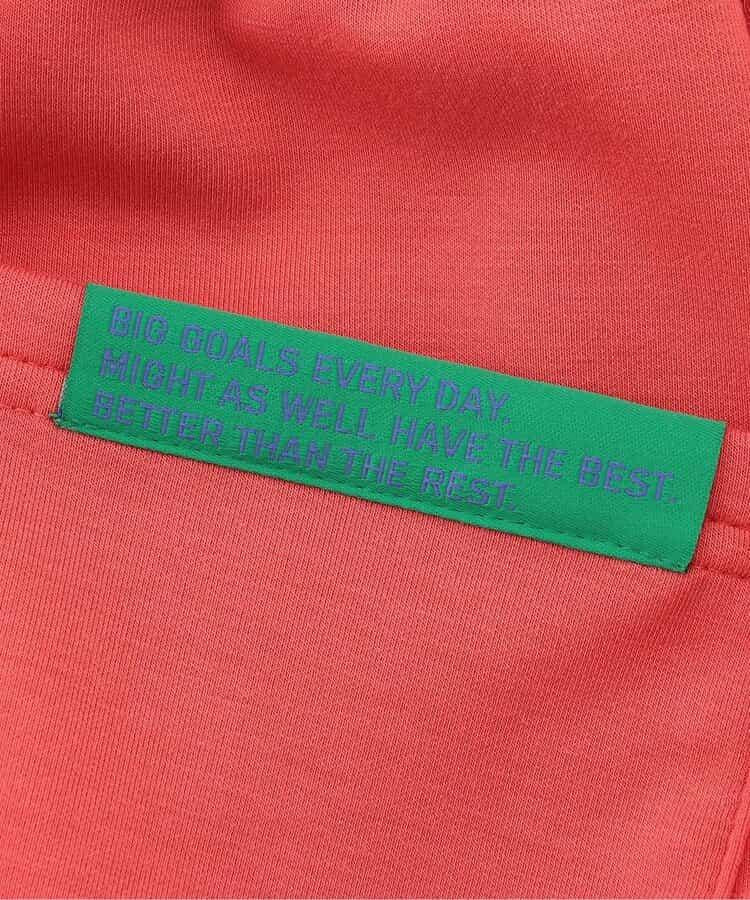 BIG GOALS EVERY DAY.
MIGHT AS WELL HAVE THE BEST.
BETTER THAN THE REST.